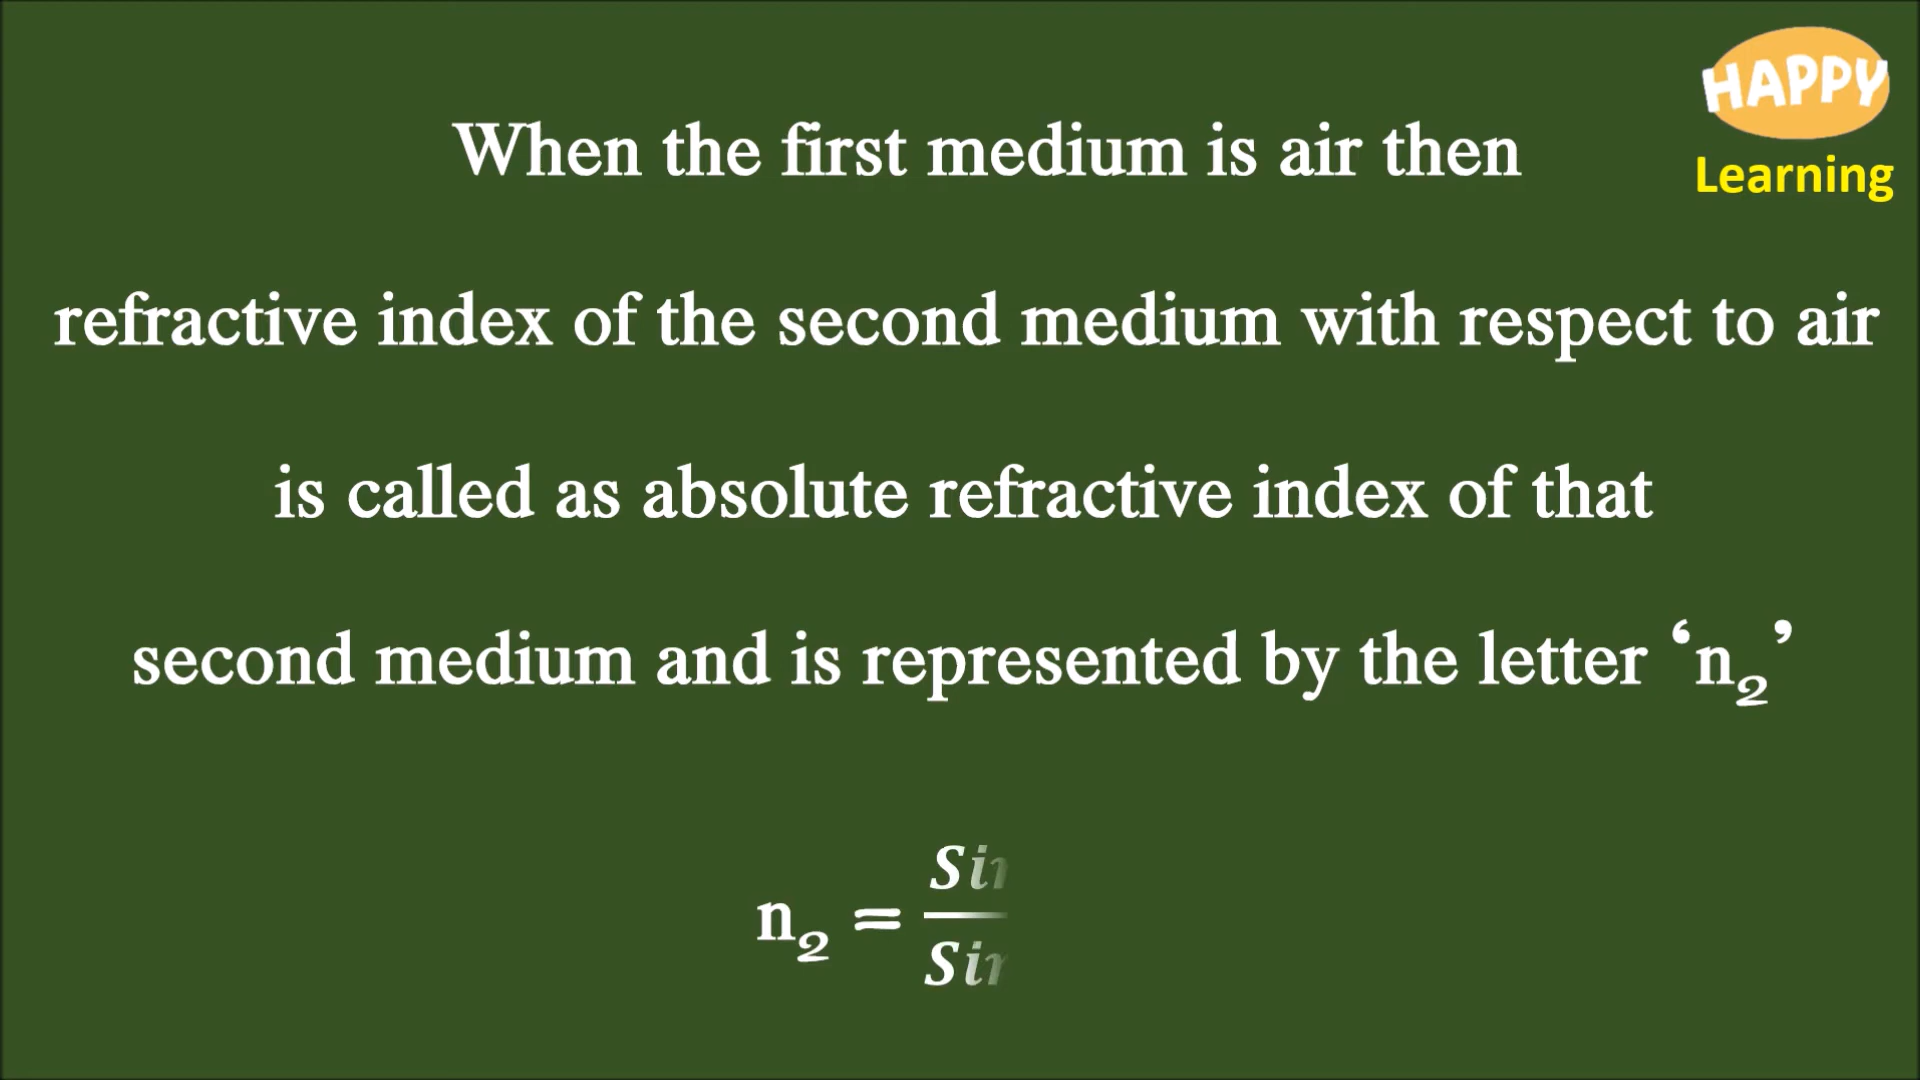 HAPPY
Learning
When the first medium is air then
refractive index of the second medium with respect to air
is called as absolute refractive index of that
second medium and is represented by the letter ‘n₂’
n₂ =